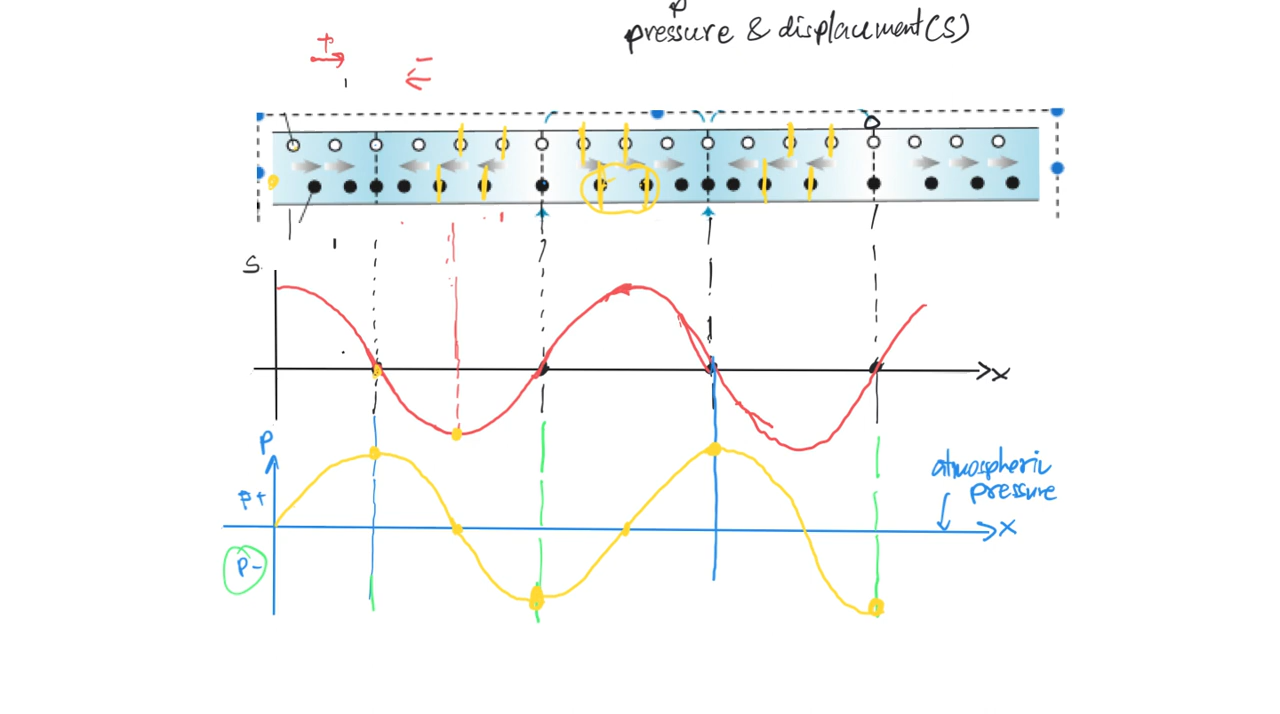 p
pressure & displacement(s)
+
−
S
x
P
P+
atmospheric
pressure
x
P-